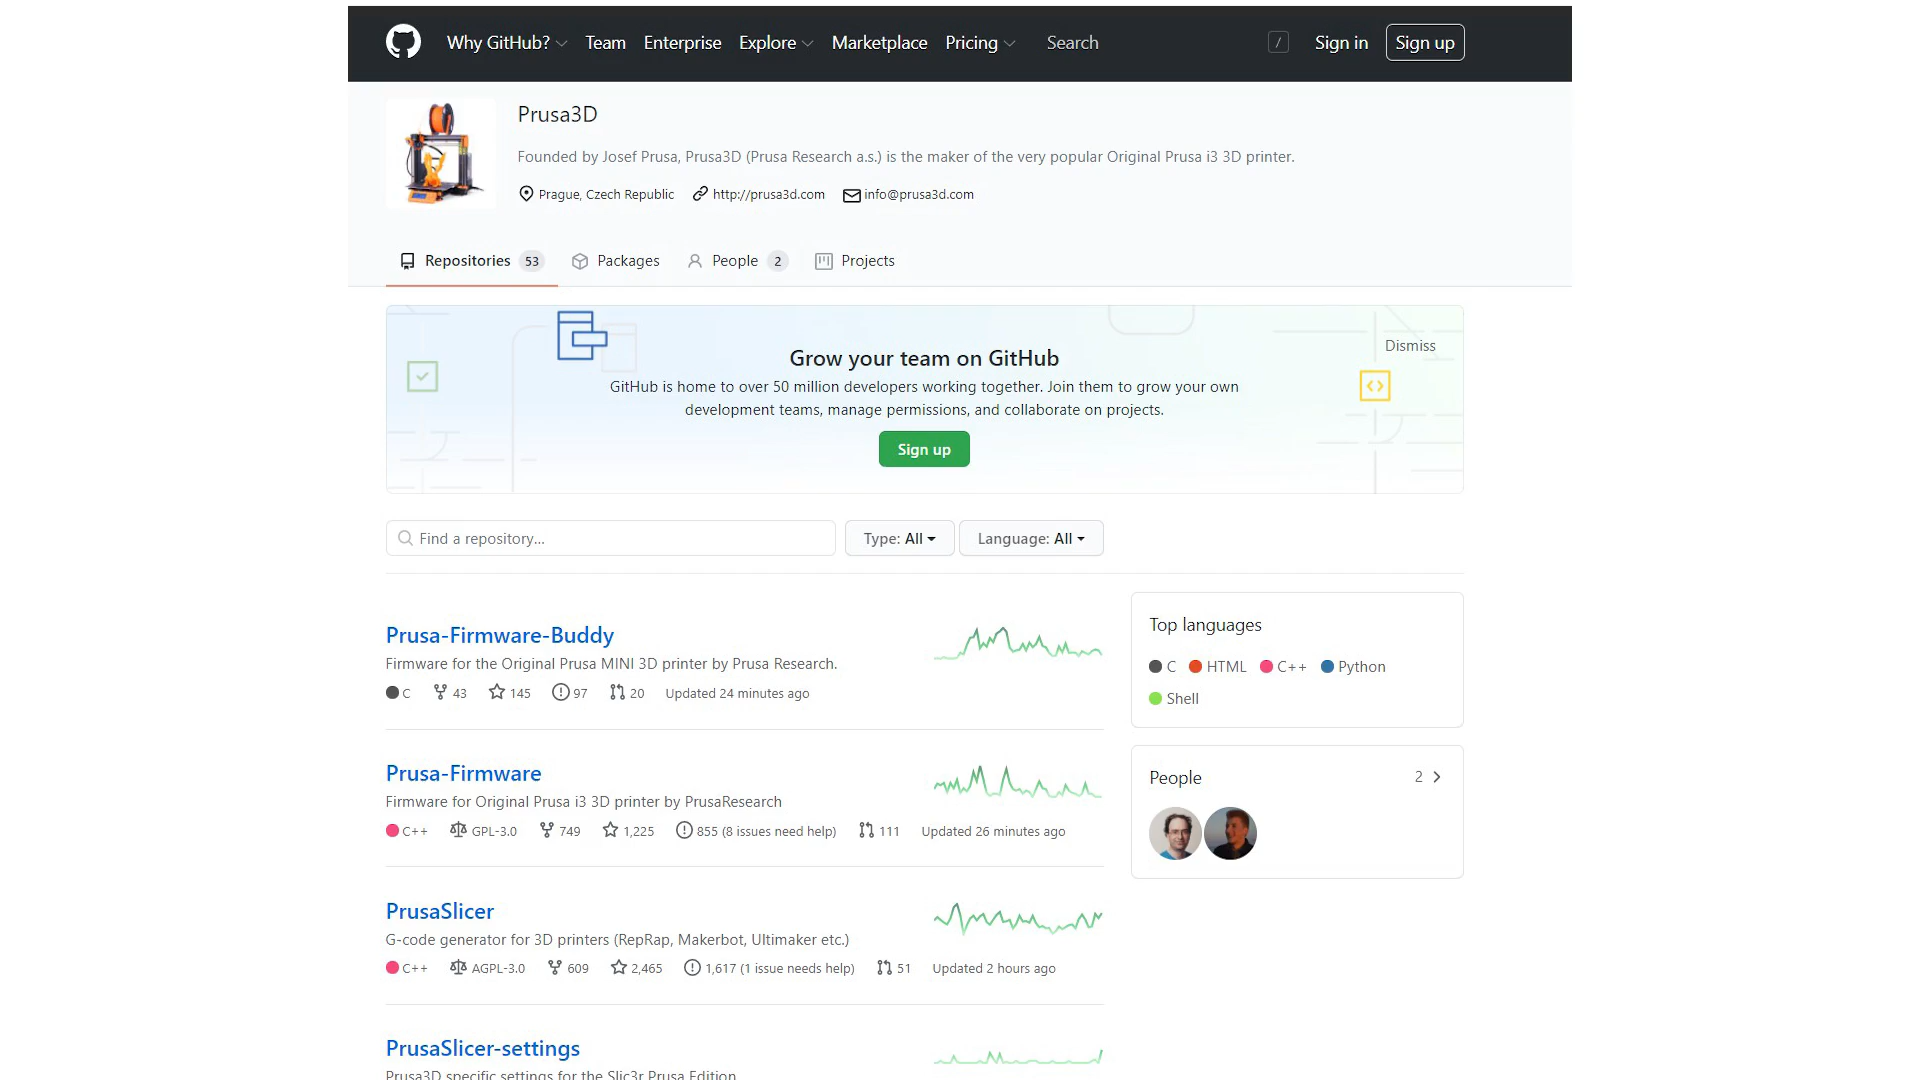 Why GitHub? Team Enterprise Explore Marketplace Pricing Search / Sign in Sign up
Prusa3D
Founded by Josef Prusa, Prusa3D (Prusa Research a.s.) is the maker of the very popular Original Prusa i3 3D printer.
Prague, Czech Republic http://prusa3d.com info@prusa3d.com
Repositories 53 Packages People 2 Projects
Dismiss
Grow your team on GitHub
GitHub is home to over 50 million developers working together. Join them to grow your own
development teams, manage permissions, and collaborate on projects.
Sign up
Find a repository... Type: All Language: All
Prusa-Firmware-Buddy
Firmware for the Original Prusa MINI 3D printer by Prusa Research.
C 43 145 97 20 Updated 24 minutes ago
Prusa-Firmware
Firmware for Original Prusa i3 3D printer by PrusaResearch
C++ GPL-3.0 749 1,225 855 (8 issues need help) 111 Updated 26 minutes ago
PrusaSlicer
G-code generator for 3D printers (RepRap, Makerbot, Ultimaker etc.)
C++ AGPL-3.0 609 2,465 1,617 (1 issue needs help) 51 Updated 2 hours ago
PrusaSlicer-settings
Prusa3D specific settings for the Slic3r Prusa Edition
Top languages
C HTML C++ Python
Shell
People 2